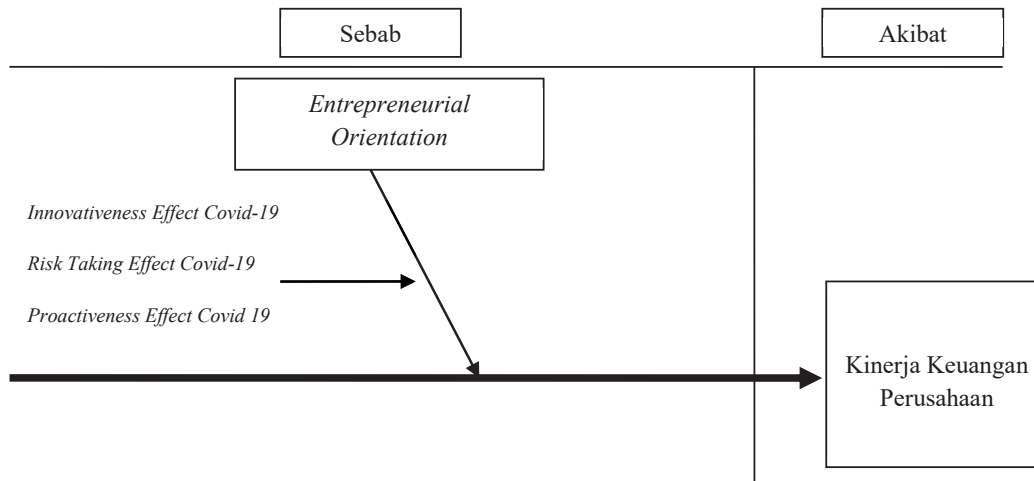 Sebab
Akibat
Entrepreneurial
Orientation
Innovativeness Effect Covid-19
Risk Taking Effect Covid-19
Proactiveness Effect Covid 19
Kinerja Keuangan
Perusahaan